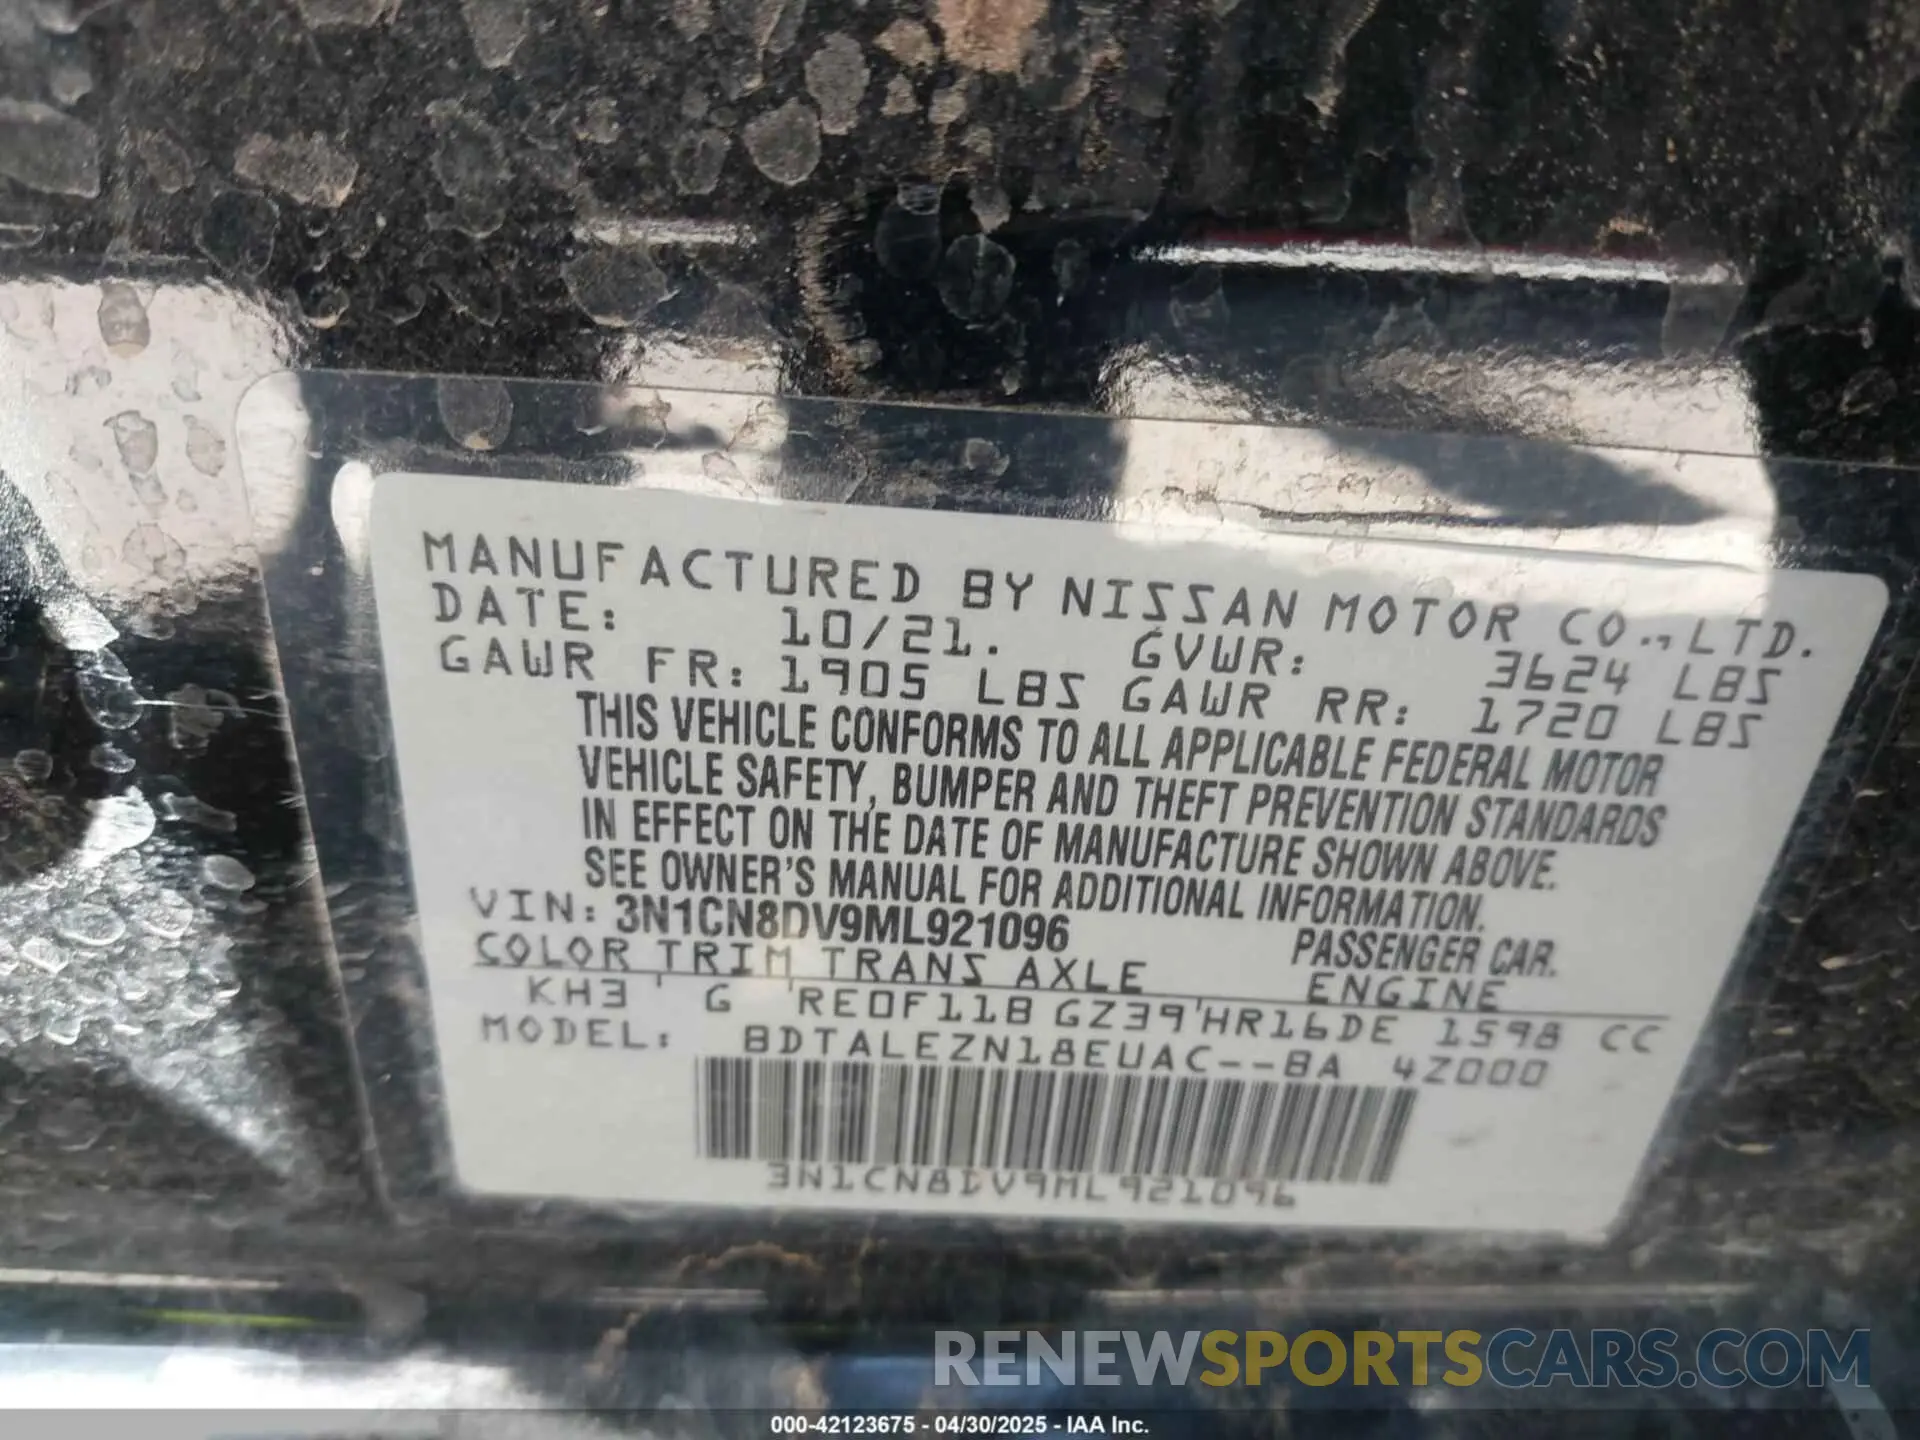 MANUFACTURED BY NISSAN MOTOR CO.,LTD.
DATE: 10/21. GVWR: 3624 LBS
GAWR FR: 1905 LBS GAWR RR: 1720 LBS
THIS VEHICLE CONFORMS TO ALL APPLICABLE FEDERAL MOTOR
VEHICLE SAFETY, BUMPER AND THEFT PREVENTION STANDARDS
IN EFFECT ON THE DATE OF MANUFACTURE SHOWN ABOVE.
SEE OWNER'S MANUAL FOR ADDITIONAL INFORMATION.
VIN: 3N1CN8DV9ML921096 PASSENGER CAR.
COLOR TRIM TRANS AXLE ENGINE
KH3 ' G 'RE0F11B GZ39'HR16DE 1598 CC
MODEL: BDTALEZN18EUAC--BA 4Z000
3N1CN8DV9ML921096
RENEWSPORTSCARS.COM
000-42123675 - 04/30/2025 - IAA Inc.